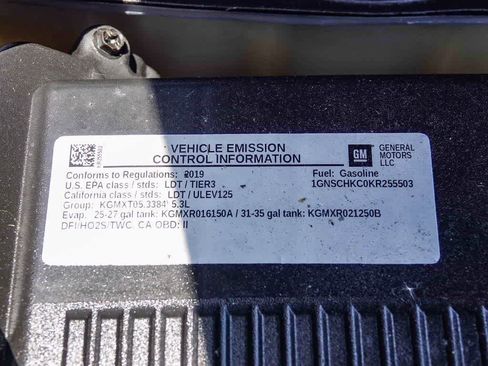 VEHICLE EMISSION
CONTROL INFORMATION
GM
GENERAL
MOTORS
LLC
Conforms to Regulations: 2019
Fuel: Gasoline
U.S. EPA class / stds: LDT / TIER3
1GNSCHKC0KR255503
California class / stds: LDT / ULEV125
Group: KGMXT05.3384 5.3L
Evap: 25-27 gal tank: KGMXR016150A / 31-35 gal tank: KGMXR021250B
DFI/HO2S/TWC, CA OBD: II